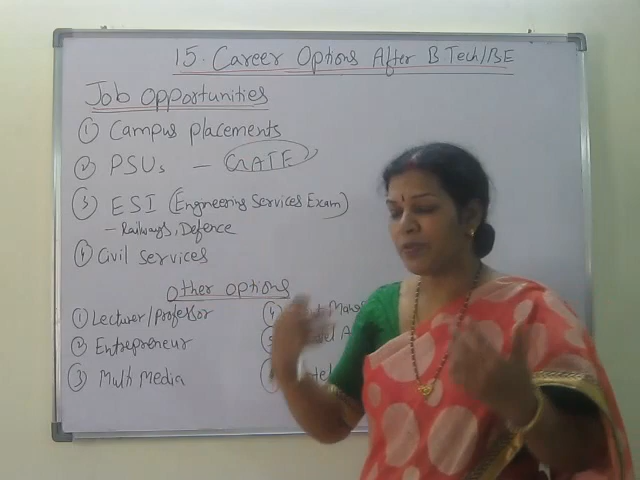 15. Career Options After B Tech/BE
Job opportunities
① Campus placements
② PSUs — GATE
③ ESI (Engineering Services Exam)
— Railways, Defence
④ Civil services
Other options
① Lecturer/Professor
② Entrepreneur
③ Multi Media
④